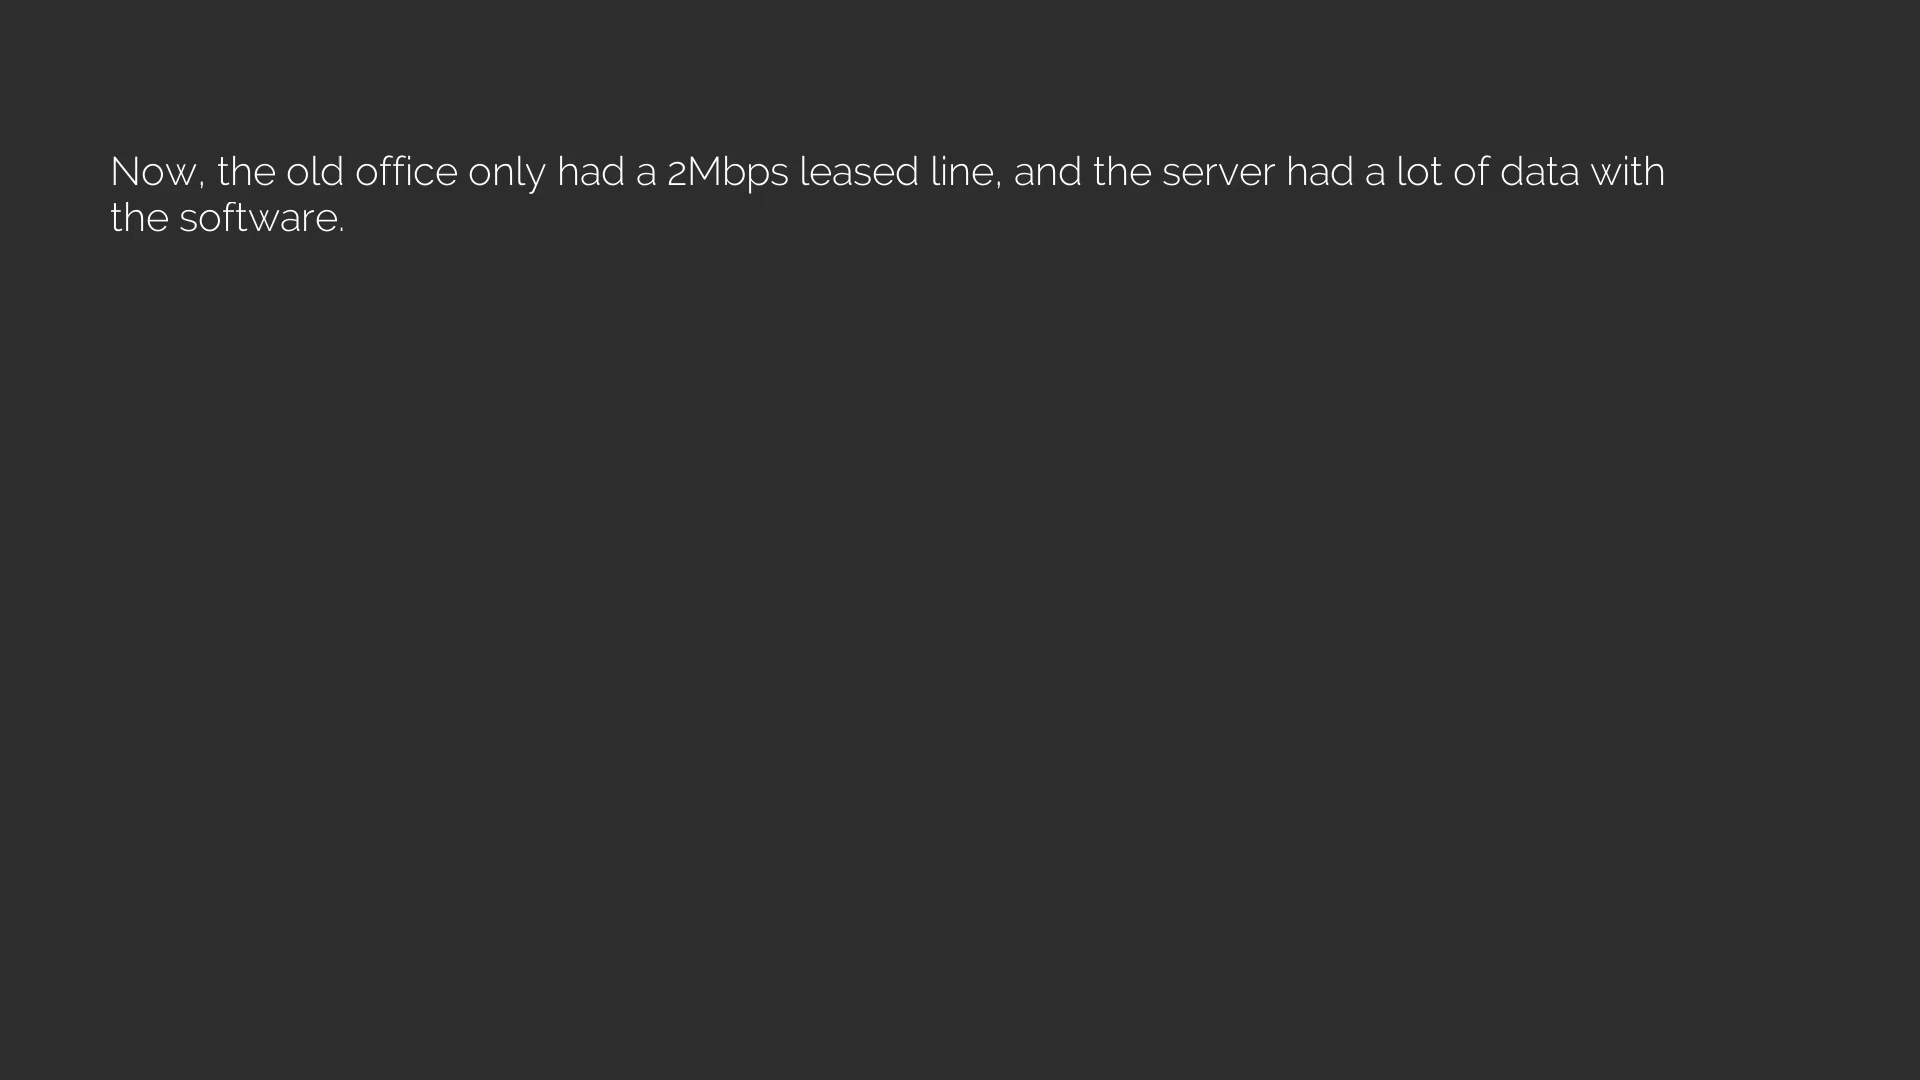 Now, the old office only had a 2Mbps leased line, and the server had a lot of data with
the software.